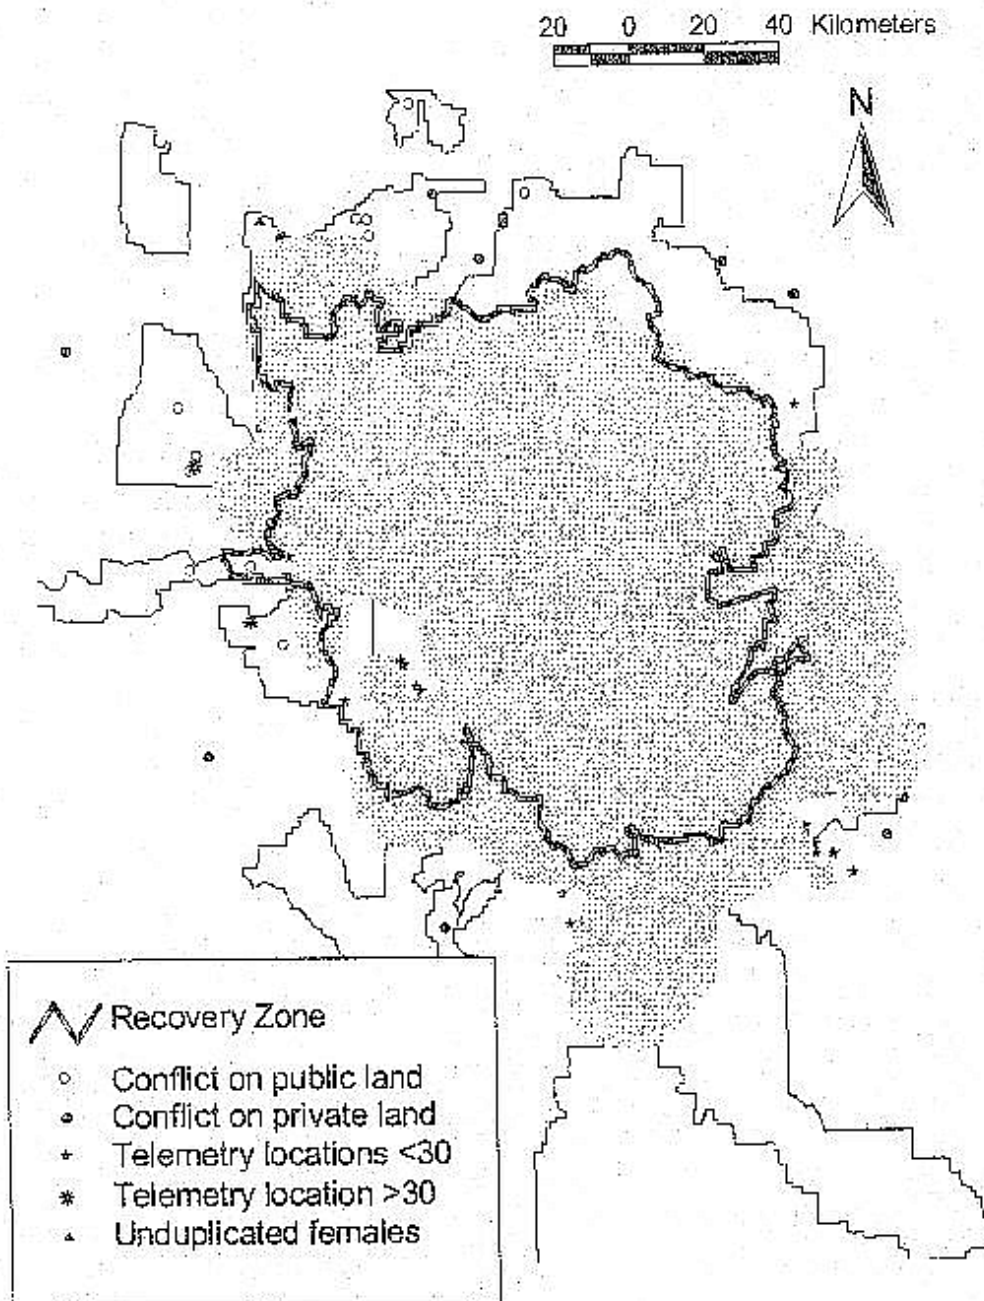 20 0 20 40 Kilometers
N
Recovery Zone
Conflict on public land
Conflict on private land
Telemetry locations <30
Telemetry location >30
Unduplicated females